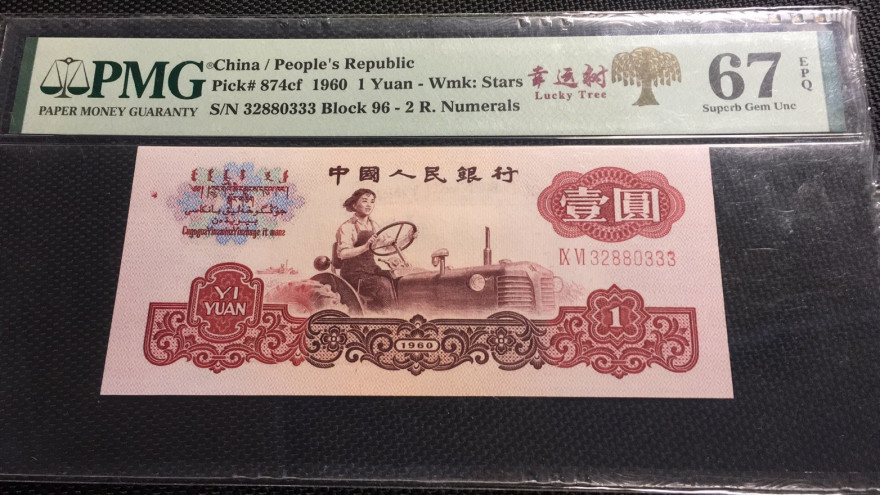 PMG®
PAPER MONEY GUARANTY
China / People's Republic
Pick# 874cf 1960 1 Yuan - Wmk: Stars
S/N 32880333 Block 96 - 2 R. Numerals
幸运树
Lucky Tree
67
EPQ
Superb Gem Unc
中國人民銀行
壹圓
IX VI 32880333
YI
YUAN
1960
1